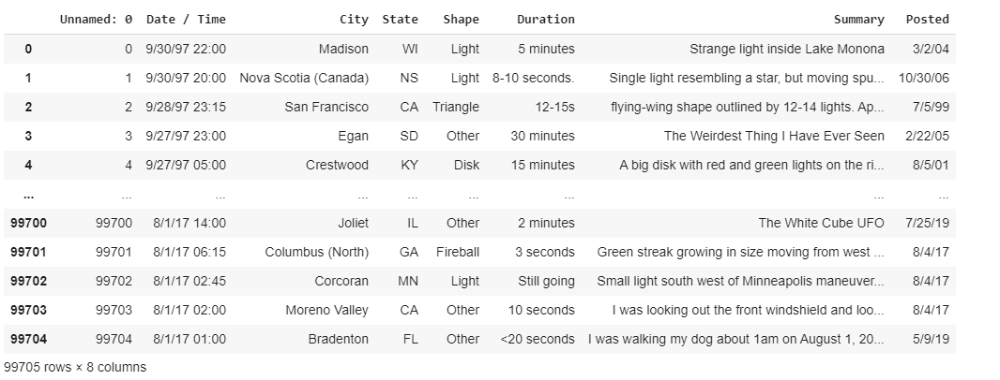 Unnamed: 0 Date / Time City State Shape Duration Summary Posted
0 0 9/30/97 22:00 Madison WI Light 5 minutes Strange light inside Lake Monona 3/2/04
1 1 9/30/97 20:00 Nova Scotia (Canada) NS Light 8-10 seconds. Single light resembling a star, but moving spu... 10/30/06
2 2 9/28/97 23:15 San Francisco CA Triangle 12-15s flying-wing shape outlined by 12-14 lights. Ap... 7/5/99
3 3 9/27/97 23:00 Egan SD Other 30 minutes The Weirdest Thing I Have Ever Seen 2/22/05
4 4 9/27/97 05:00 Crestwood KY Disk 15 minutes A big disk with red and green lights on the ri... 8/5/01
... ... ... ... ... ... ... ... ...
99700 99700 8/1/17 14:00 Joliet IL Other 2 minutes The White Cube UFO 7/25/19
99701 99701 8/1/17 06:15 Columbus (North) GA Fireball 3 seconds Green streak growing in size moving from west ... 8/4/17
99702 99702 8/1/17 02:45 Corcoran MN Light Still going Small light south west of Minneapolis maneuver... 8/4/17
99703 99703 8/1/17 02:00 Moreno Valley CA Other 10 seconds I was looking out the front windshield and loo... 8/4/17
99704 99704 8/1/17 01:00 Bradenton FL Other <20 seconds I was walking my dog about 1am on August 1, 20... 5/9/19
99705 rows × 8 columns